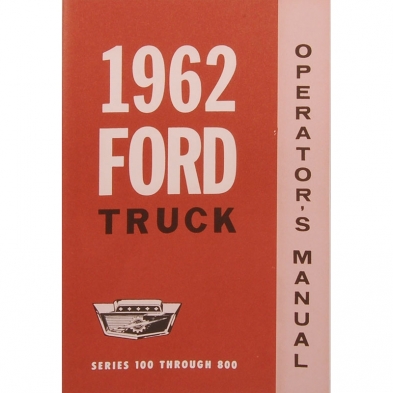 1962
FORD
TRUCK
SERIES 100 THROUGH 800
OPERATOR'S MANUAL